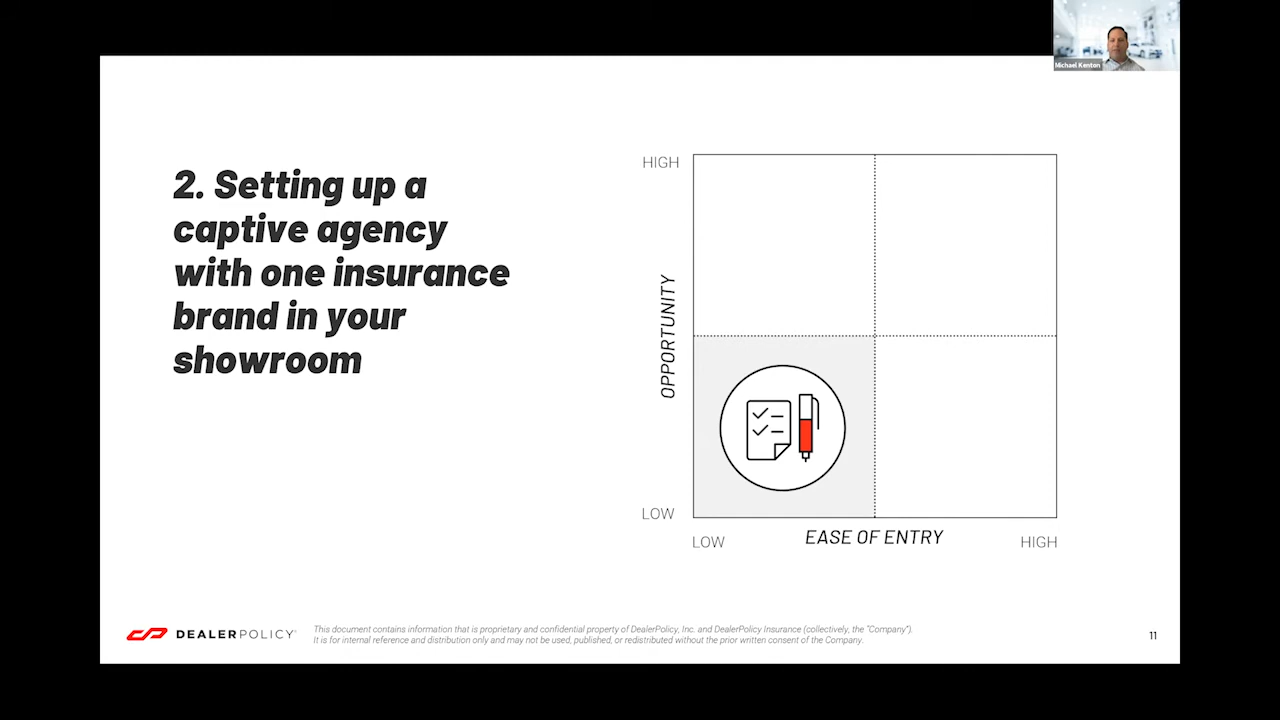 Michael Kenton
2. Setting up a
captive agency
with one insurance
brand in your
showroom
HIGH
OPPORTUNITY
LOW
LOW
EASE OF ENTRY
HIGH
DEALERPOLICY®
This document contains information that is proprietary and confidential property of DealerPolicy, Inc. and DealerPolicy Insurance (collectively, the "Company").
It is for internal reference and distribution only and may not be used, published, or redistributed without the prior written consent of the Company.
11